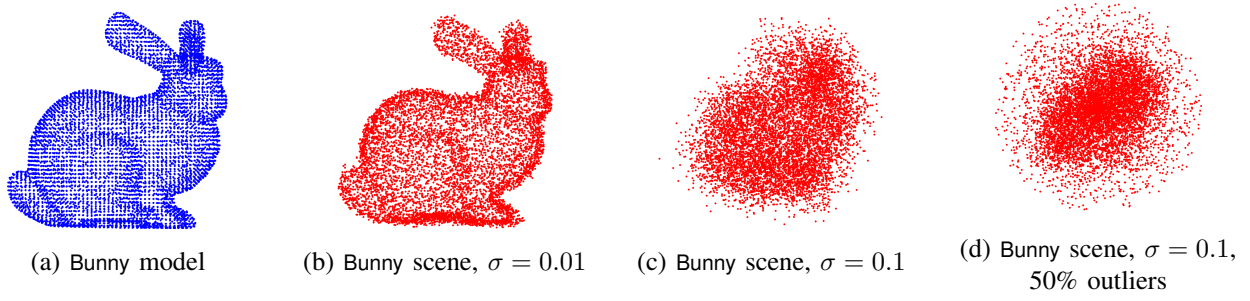 (a) Bunny model
(b) Bunny scene, σ = 0.01
(c) Bunny scene, σ = 0.1
(d) Bunny scene, σ = 0.1,
50% outliers